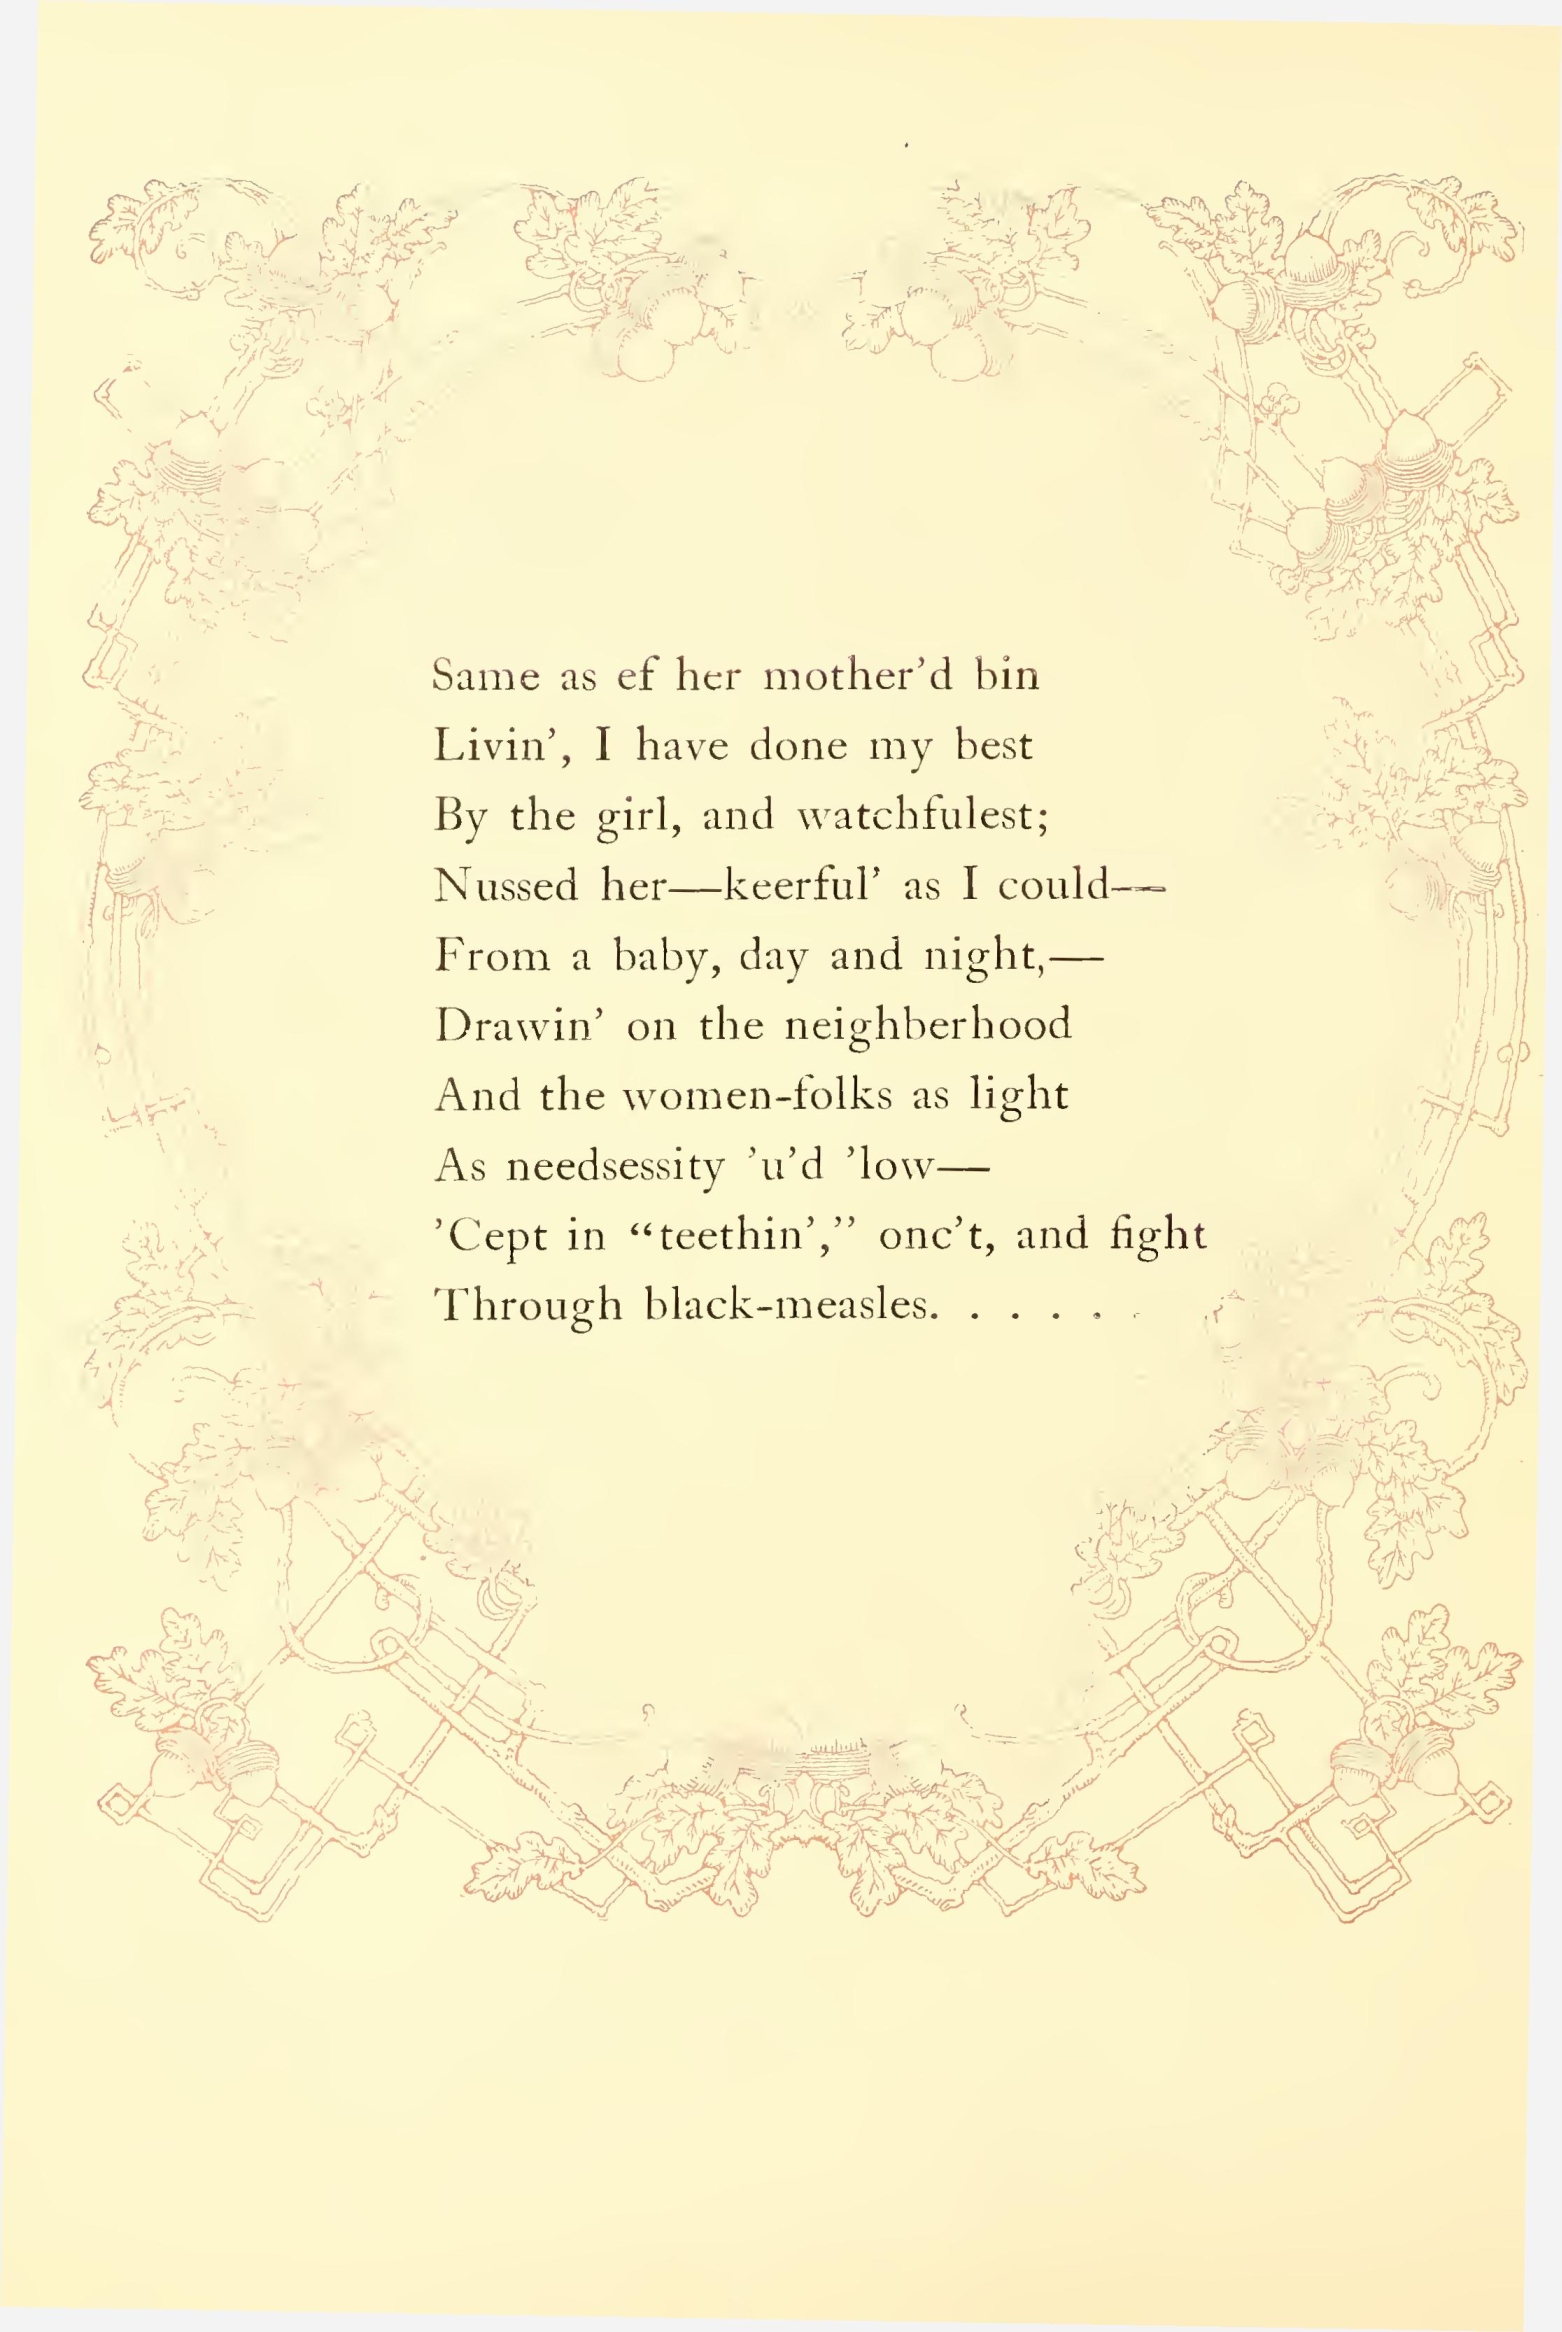 Same as ef her mother’d bin
Livin’, I have done my best
By the girl, and watchfulest;
Nussed her—keerful’ as I could—
From a baby, day and night,—
Drawin’ on the neighberhood
And the women-folks as light
As needsessity ’u’d ’low—
’Cept in “teethin’,” onc’t, and fight
Through black-measles. . . . . .